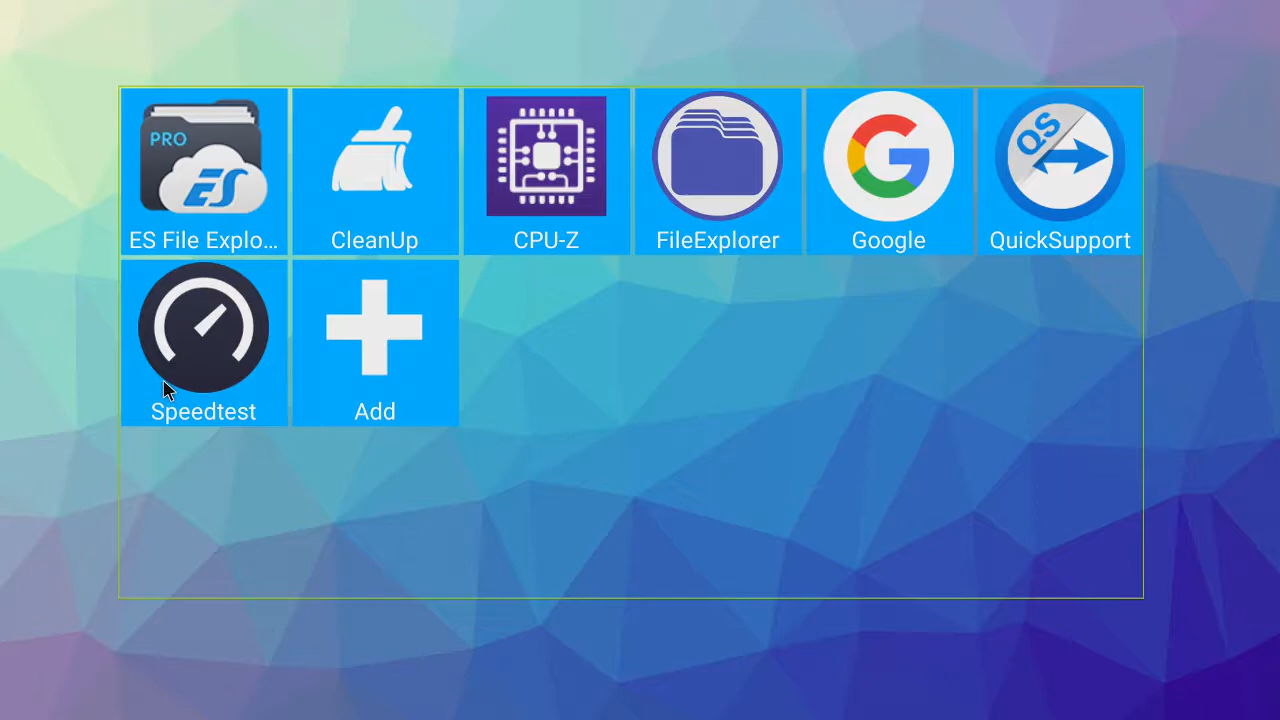 PRO
ES
QS
ES File Explo...
CleanUp
CPU-Z
FileExplorer
Google
QuickSupport
Speedtest
Add